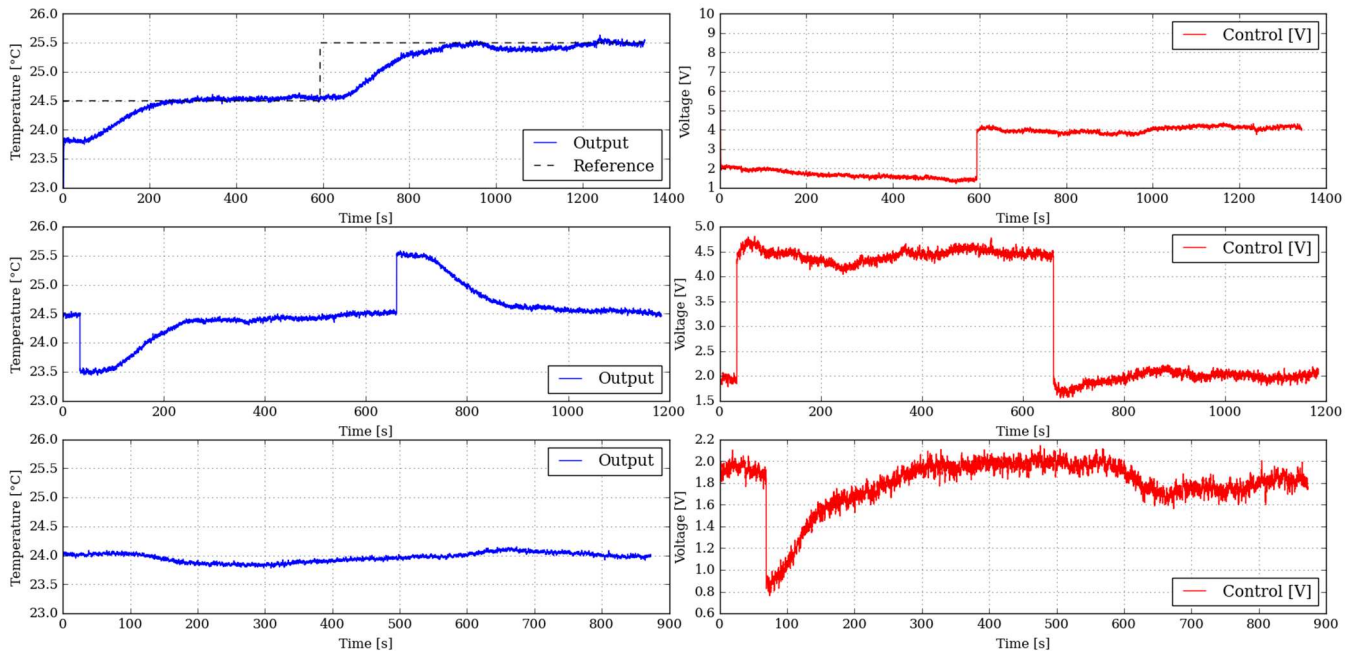 26.0
25.5
25.0
24.5
24.0
23.5
23.0
Temperature [°C]
Output
Reference
0 200 400 600 800 1000 1200 1400
Time [s]
10
9
8
7
6
5
4
3
2
1
Voltage [V]
Control [V]
0 200 400 600 800 1000 1200 1400
Time [s]
26.0
25.5
25.0
24.5
24.0
23.5
23.0
Temperature [°C]
Output
0 200 400 600 800 1000 1200
Time [s]
5.0
4.5
4.0
3.5
3.0
2.5
2.0
1.5
Voltage [V]
Control [V]
0 200 400 600 800 1000 1200
Time [s]
26.0
25.5
25.0
24.5
24.0
23.5
23.0
Temperature [°C]
Output
0 100 200 300 400 500 600 700 800 900
Time [s]
2.2
2.0
1.8
1.6
1.4
1.2
1.0
0.8
0.6
Voltage [V]
Control [V]
0 100 200 300 400 500 600 700 800 900
Time [s]